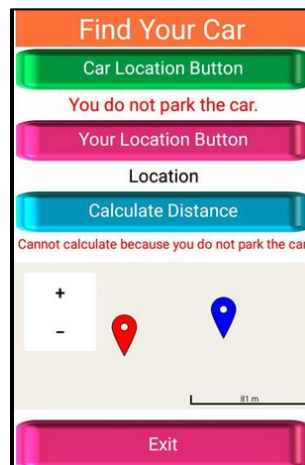 Find Your Car
Car Location Button
You do not park the car.
Your Location Button
Location
Calculate Distance
Cannot calculate because you do not park the car
+
−
81 m
Exit